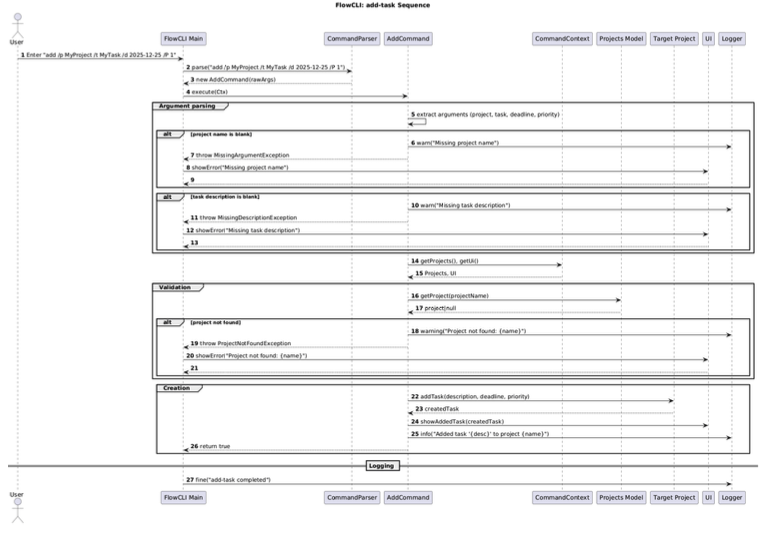 FlowCLI: add-task Sequence
User
FlowCLI Main
CommandParser
AddCommand
CommandContext
Projects Model
Target Project
UI
Logger
1 Enter "add /p MyProject /t MyTask /d 2025-12-25 /P 1"
2 parse("add /p MyProject /t MyTask /d 2025-12-25 /P 1")
3 new AddCommand(rawArgs)
4 execute(Ctx)
Argument parsing
5 extract arguments (project, task, deadline, priority)
alt
[project name is blank]
6 warn("Missing project name")
7 throw MissingArgumentException
8 showError("Missing project name")
9
alt
[task description is blank]
10 warn("Missing task description")
11 throw MissingDescriptionException
12 showError("Missing task description")
13
14 getProjects(), getUi()
15 Projects, UI
Validation
16 getProject(projectName)
17 project|null
alt
[project not found]
18 warning("Project not found: {name}")
19 throw ProjectNotFoundException
20 showError("Project not found: {name}")
21
Creation
22 addTask(description, deadline, priority)
23 createdTask
24 showAddedTask(createdTask)
25 info("Added task '{desc}' to project {name}")
26 return true
Logging
27 fine("add-task completed")
User
FlowCLI Main
CommandParser
AddCommand
CommandContext
Projects Model
Target Project
UI
Logger